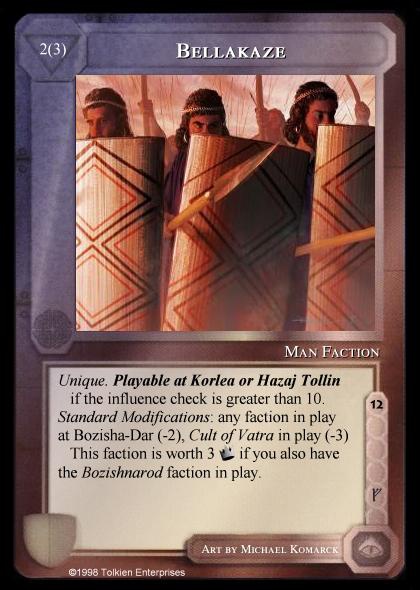 2(3)
BELLAKAZE
MAN FACTION
Unique. Playable at Korlea or Hazaj Tollin
if the influence check is greater than 10.
Standard Modifications: any faction in play
at Bozisha-Dar (-2), Cult of Vatra in play (-3)
This faction is worth 3 if you also have
the Bozishnarod faction in play.
12
ART BY MICHAEL KOMARCK
©1998 Tolkien Enterprises